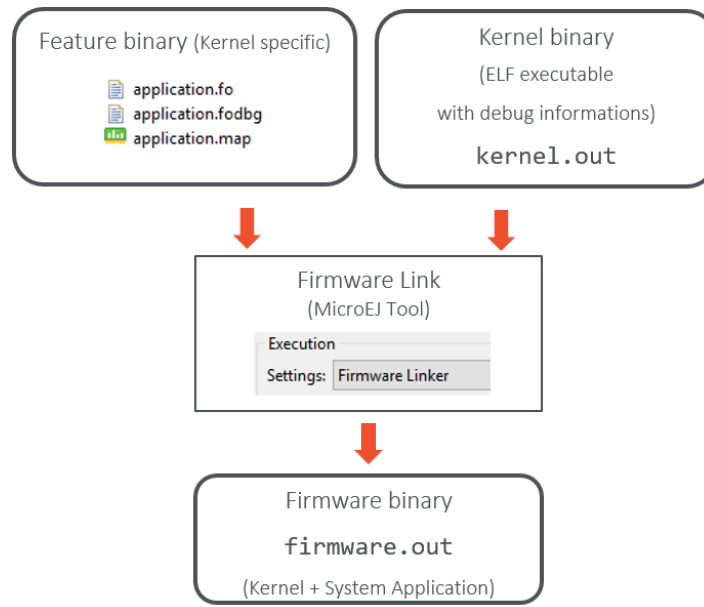 Feature binary (Kernel specific)
application.fo
application.fodbg
application.map
Kernel binary
(ELF executable
with debug informations)
kernel.out
Firmware Link
(MicroEJ Tool)
Execution
Settings: Firmware Linker
Firmware binary
firmware.out
(Kernel + System Application)